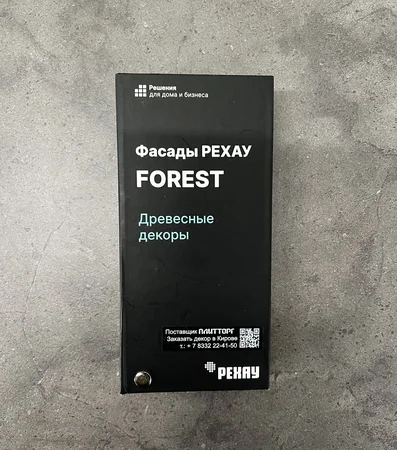 Решения
для дома и бизнеса
Фасады РЕХАУ
FOREST
Древесные
декоры
Поставщик ПЛИТТОРГ
Заказать декор в Кирове
т.: + 7 8332 22-41-50
РЕХАУ